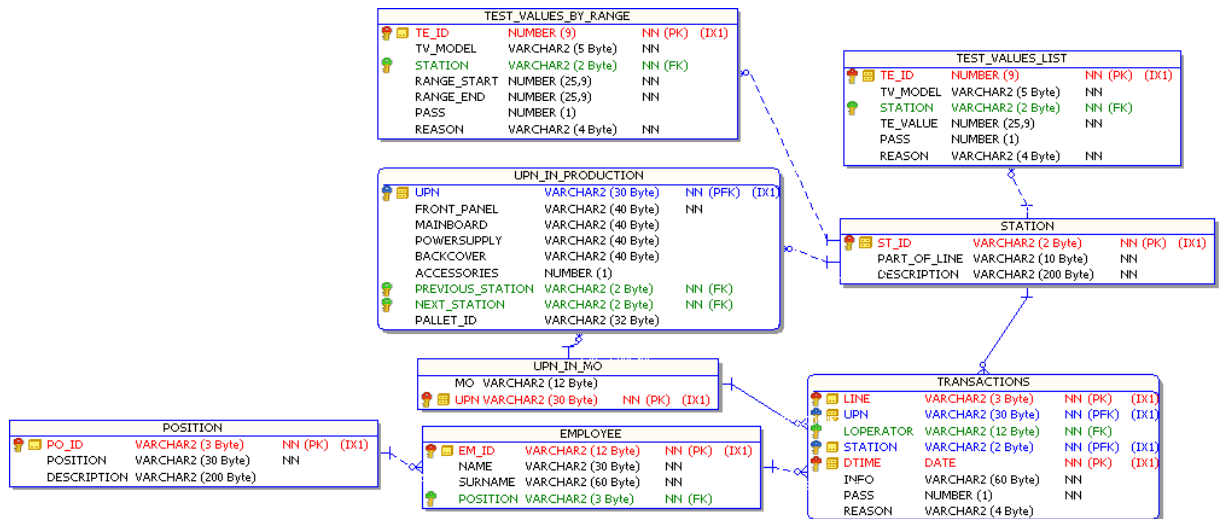 TEST_VALUES_BY_RANGE
TE_ID NUMBER (9) NN (PK) (IX1)
TV_MODEL VARCHAR2 (5 Byte) NN
STATION VARCHAR2 (2 Byte) NN (FK)
RANGE_START NUMBER (25,9) NN
RANGE_END NUMBER (25,9) NN
PASS NUMBER (1)
REASON VARCHAR2 (4 Byte) NN
TEST_VALUES_LIST
TE_ID NUMBER (9) NN (PK) (IX1)
TV_MODEL VARCHAR2 (5 Byte) NN
STATION VARCHAR2 (2 Byte) NN (FK)
TE_VALUE NUMBER (25,9) NN
PASS NUMBER (1)
REASON VARCHAR2 (4 Byte) NN
UPN_IN_PRODUCTION
UPN VARCHAR2 (30 Byte) NN (PFK) (IX1)
FRONT_PANEL VARCHAR2 (40 Byte) NN
MAINBOARD VARCHAR2 (40 Byte)
POWERSUPPLY VARCHAR2 (40 Byte)
BACKCOVER VARCHAR2 (40 Byte)
ACCESSORIES NUMBER (1)
PREVIOUS_STATION VARCHAR2 (2 Byte) NN (FK)
NEXT_STATION VARCHAR2 (2 Byte) NN (FK)
PALLET_ID VARCHAR2 (32 Byte)
STATION
ST_ID VARCHAR2 (2 Byte) NN (PK) (IX1)
PART_OF_LINE VARCHAR2 (10 Byte) NN
DESCRIPTION VARCHAR2 (200 Byte) NN
UPN_IN_MO
MO VARCHAR2 (12 Byte)
UPN VARCHAR2 (30 Byte) NN (PK) (IX1)
TRANSACTIONS
LINE VARCHAR2 (3 Byte) NN (PK) (IX1)
UPN VARCHAR2 (30 Byte) NN (PFK) (IX1)
LOPERATOR VARCHAR2 (12 Byte) NN (FK)
STATION VARCHAR2 (2 Byte) NN (PFK) (IX1)
DTIME DATE NN (PK) (IX1)
INFO VARCHAR2 (60 Byte) NN
PASS NUMBER (1) NN
REASON VARCHAR2 (4 Byte)
POSITION
PO_ID VARCHAR2 (3 Byte) NN (PK) (IX1)
POSITION VARCHAR2 (30 Byte) NN
DESCRIPTION VARCHAR2 (200 Byte)
EMPLOYEE
EM_ID VARCHAR2 (12 Byte) NN (PK) (IX1)
NAME VARCHAR2 (30 Byte) NN
SURNAME VARCHAR2 (60 Byte) NN
POSITION VARCHAR2 (3 Byte) NN (FK)